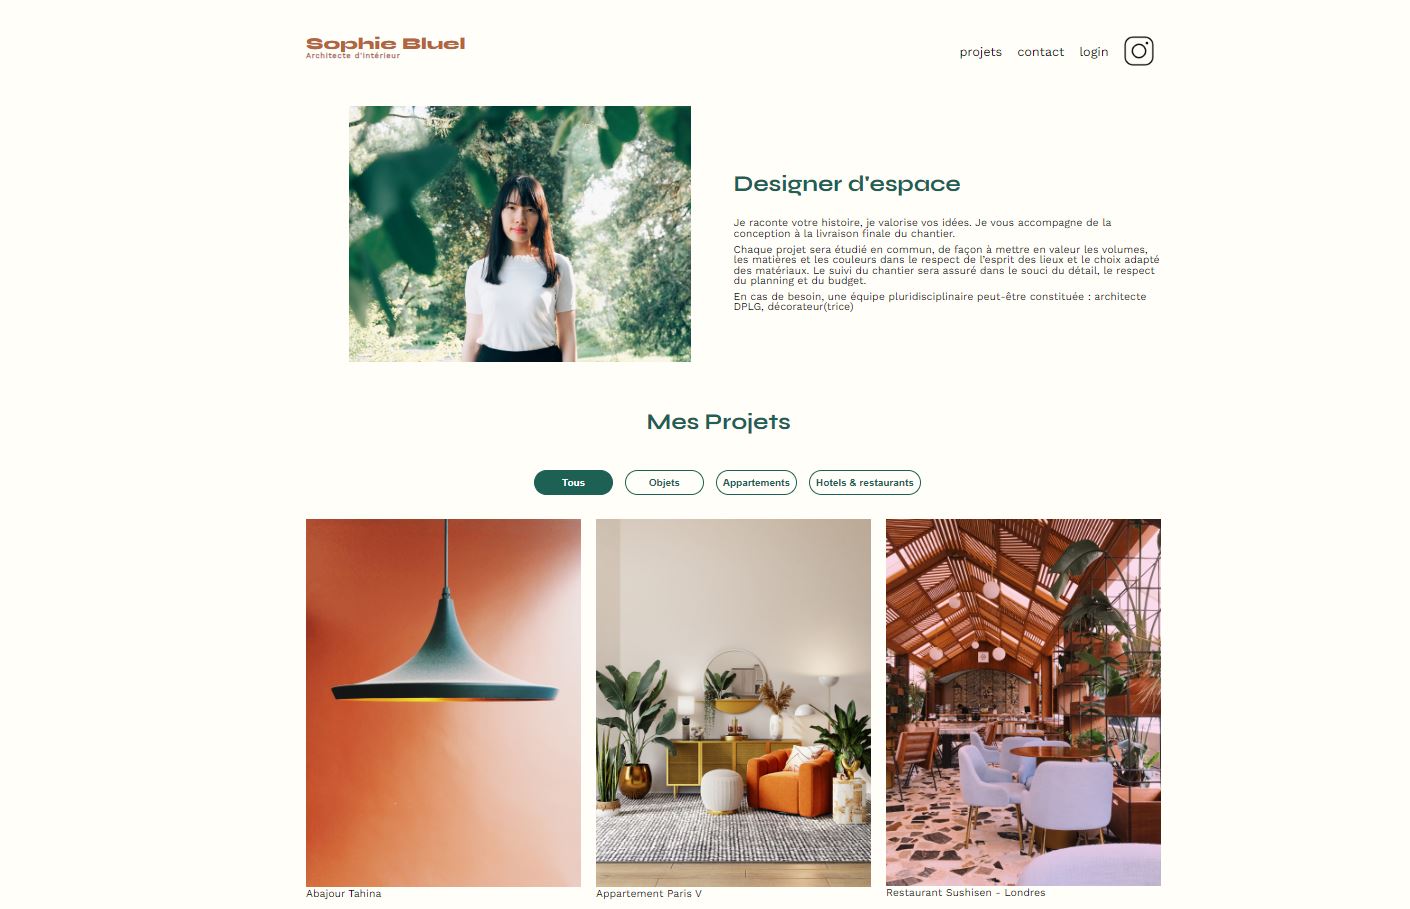 Sophie Bluel
Architecte d'intérieur
projets contact login
Designer d'espace
Je raconte votre histoire, je valorise vos idées. Je vous accompagne de la
conception à la livraison finale du chantier.
Chaque projet sera étudié en commun, de façon à mettre en valeur les volumes,
les matières et les couleurs dans le respect de l'esprit des lieux et le choix adapté
des matériaux. Le suivi du chantier sera assuré dans le souci du détail, le respect
du planning et du budget.
En cas de besoin, une équipe pluridisciplinaire peut-être constituée : architecte
DPLG, décorateur(trice)
Mes Projets
Tous Objets Appartements Hotels & restaurants
Abajour Tahina
Appartement Paris V
Restaurant Sushisen - Londres